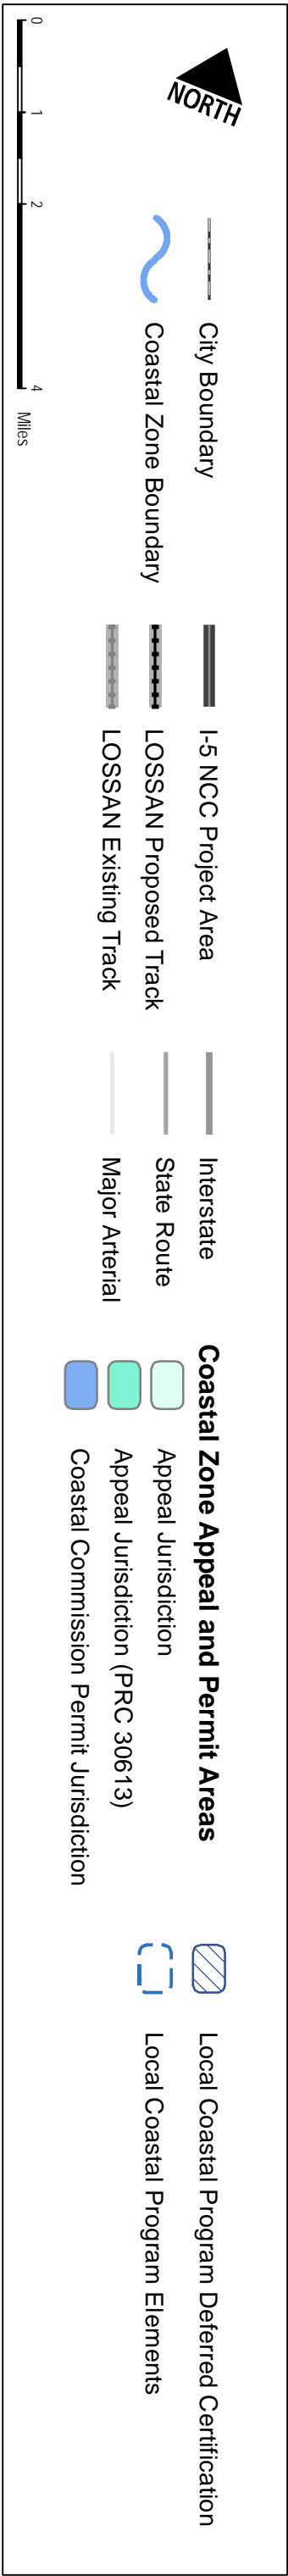 NORTH
0 1 2 4
Miles
City Boundary
Coastal Zone Boundary
I-5 NCC Project Area
LOSSAN Proposed Track
LOSSAN Existing Track
Interstate
State Route
Major Arterial
Coastal Zone Appeal and Permit Areas
Appeal Jurisdiction
Appeal Jurisdiction (PRC 30613)
Coastal Commission Permit Jurisdiction
Local Coastal Program Deferred Certification
Local Coastal Program Elements